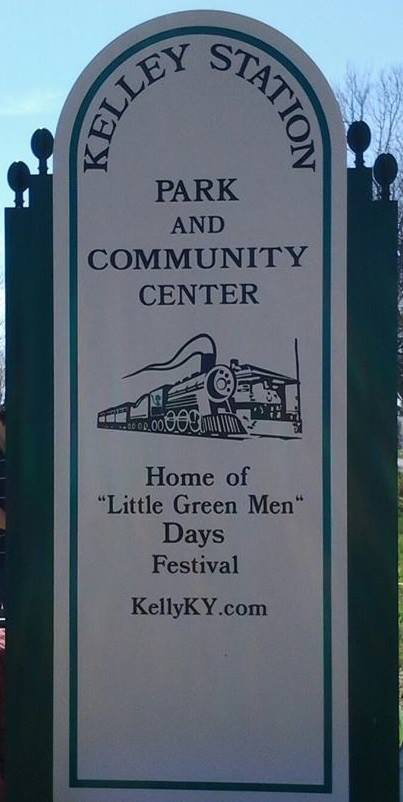 KELLEY STATION
PARK
AND
COMMUNITY
CENTER
Home of
"Little Green Men"
Days
Festival
KellyKY.com